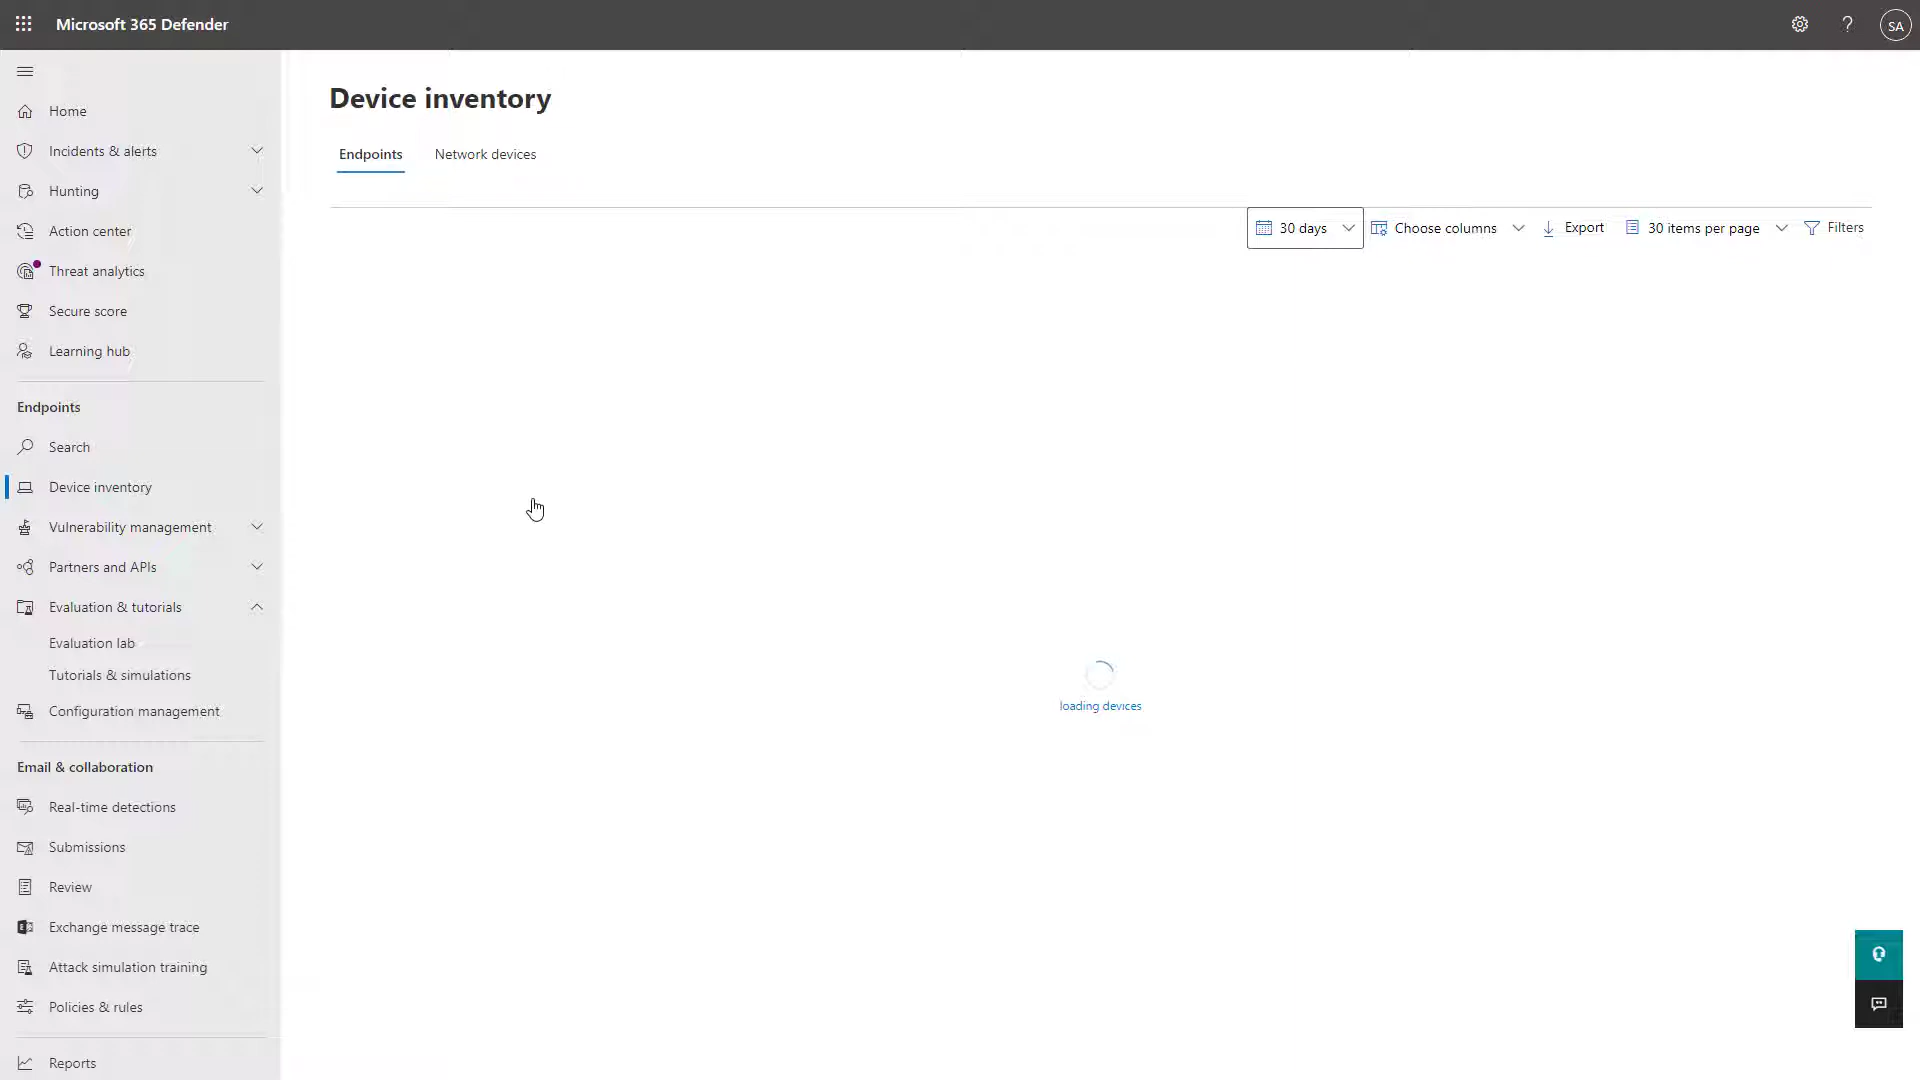 Microsoft 365 Defender
SA
Home
Incidents & alerts
Hunting
Action center
Threat analytics
Secure score
Learning hub
Endpoints
Search
Device inventory
Vulnerability management
Partners and APIs
Evaluation & tutorials
Evaluation lab
Tutorials & simulations
Configuration management
Email & collaboration
Real-time detections
Submissions
Review
Exchange message trace
Attack simulation training
Policies & rules
Reports
Device inventory
Endpoints Network devices
30 days Choose columns Export 30 items per page Filters
loading devices